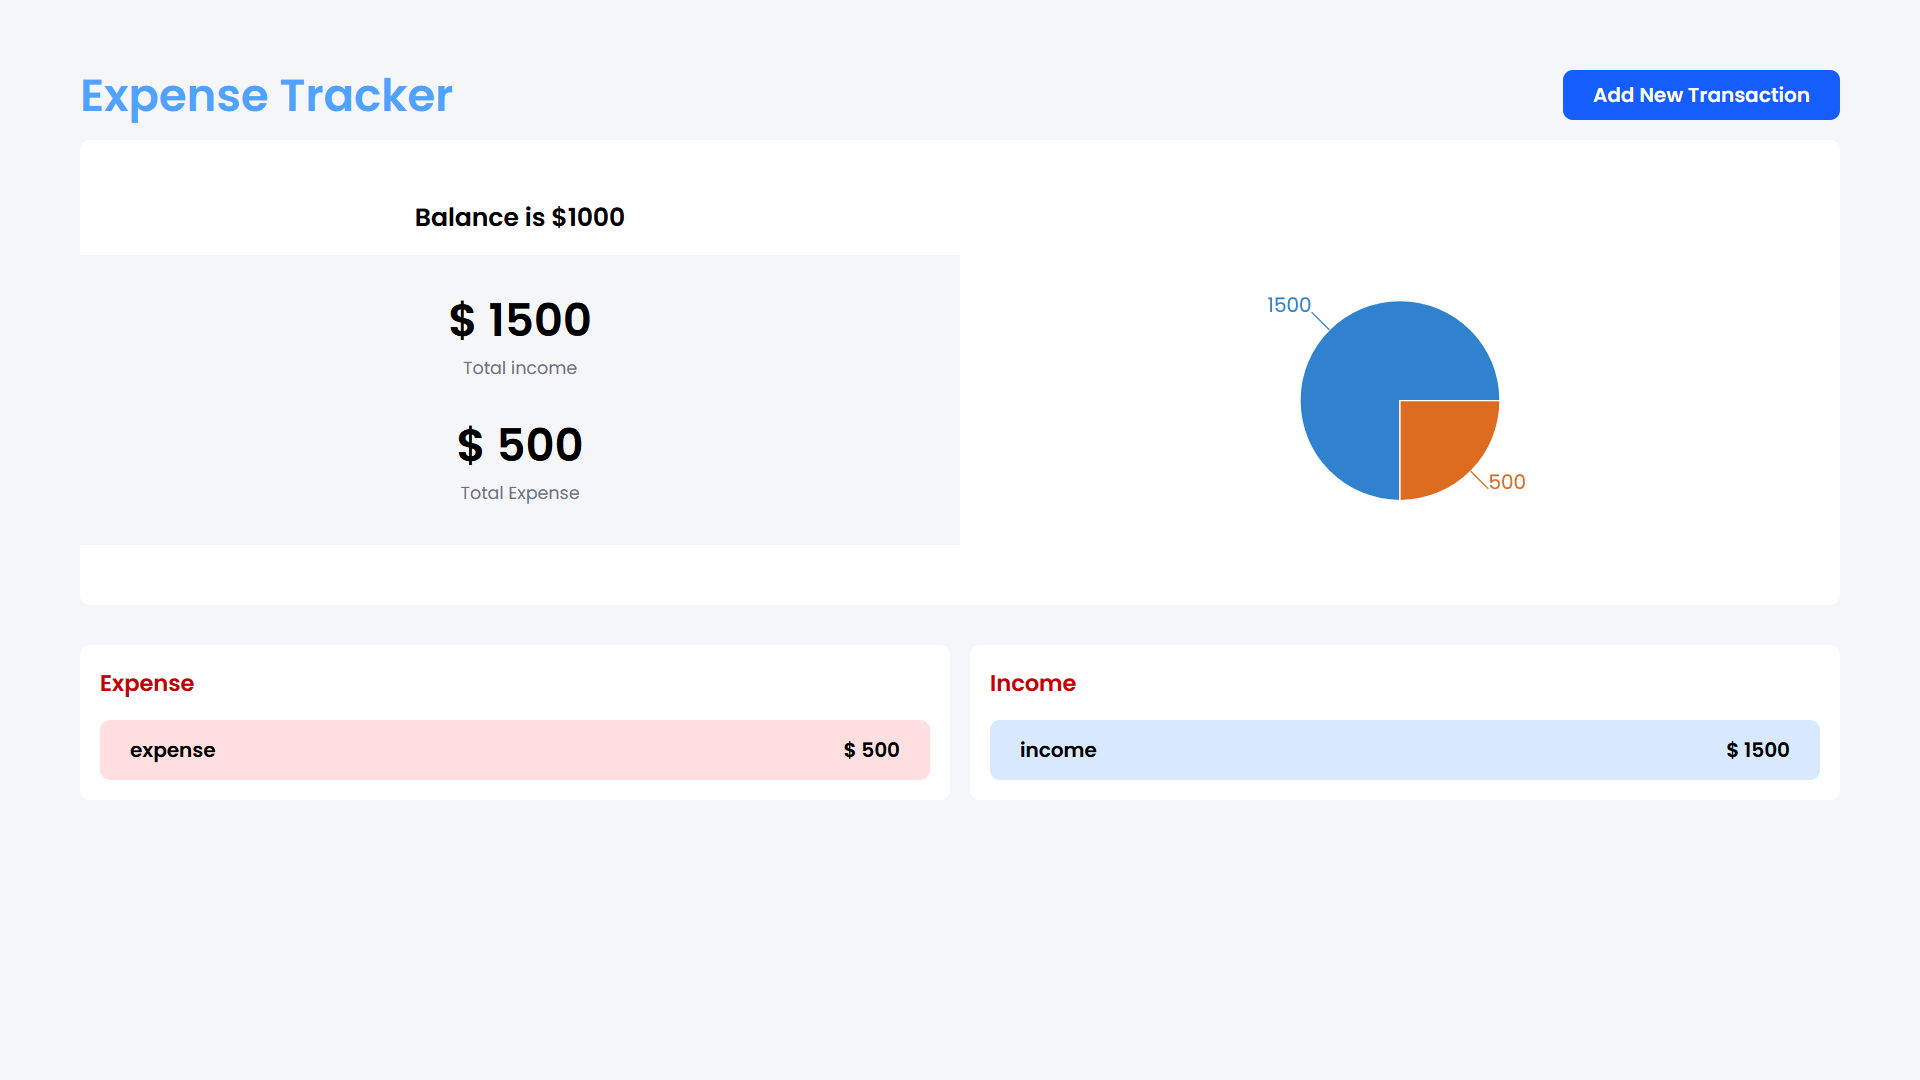 Expense Tracker
Add New Transaction
Balance is $1000
$ 1500
Total income
$ 500
Total Expense
1500
500
Expense
expense
$ 500
Income
income
$ 1500